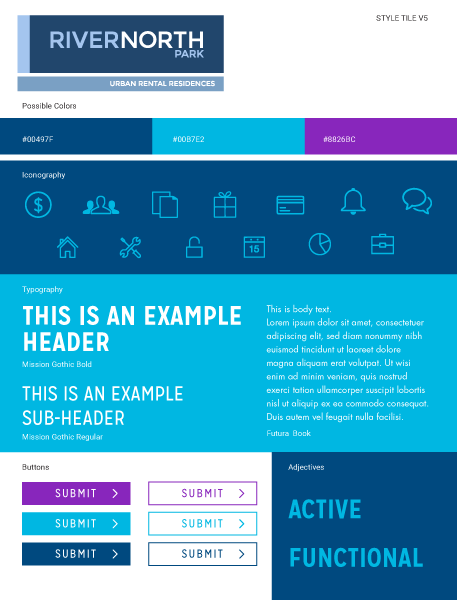 STYLE TILE V5
RIVERNORTH
PARK
URBAN RENTAL RESIDENCES
Possible Colors
#00497F
#00B7E2
#8826BC
Iconography
$
15
Typography
THIS IS AN EXAMPLE
HEADER
Mission Gothic Bold
THIS IS AN EXAMPLE
SUB-HEADER
Mission Gothic Regular
This is body text.
Lorem ipsum dolor sit amet, consectetuer
adipiscing elit, sed diam nonummy nibh
euismod tincidunt ut laoreet dolore
magna aliquam erat volutpat. Ut wisi
enim ad minim veniam, quis nostrud
exerci tation ullamcorper suscipit lobortis
nisl ut aliquip ex ea commodo consequat.
Duis autem vel feugait nulla facilisi.
Futura Book
Buttons
SUBMIT
SUBMIT
SUBMIT
SUBMIT
SUBMIT
SUBMIT
Adjectives
ACTIVE
FUNCTIONAL